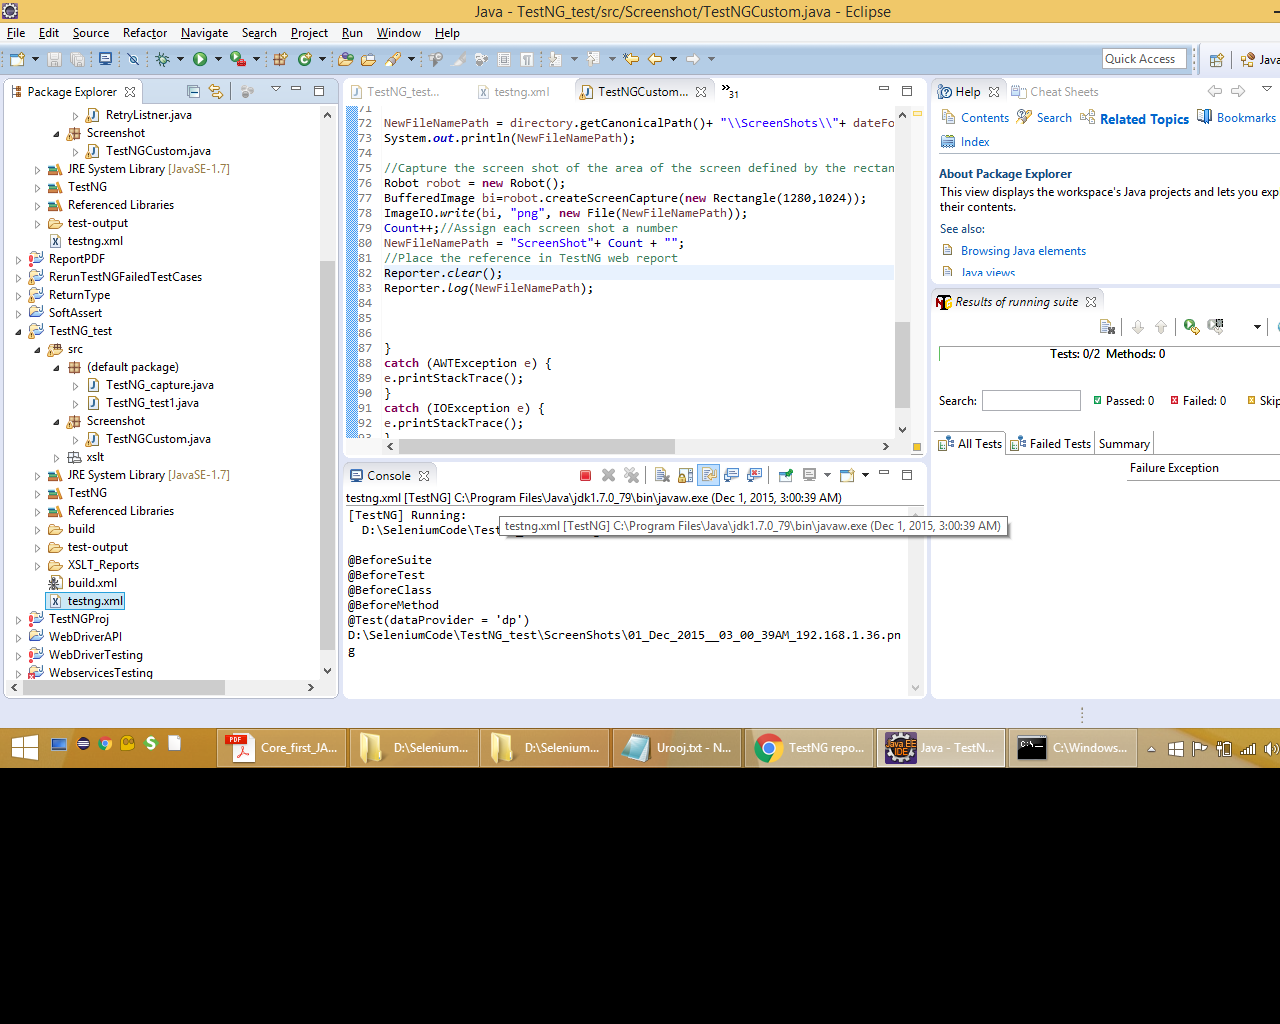 Java - TestNG_test/src/Screenshot/TestNGCustom.java - Eclipse
File Edit Source Refactor Navigate Search Project Run Window Help
Quick Access
Java
Package Explorer
RetryListner.java
Screenshot
TestNGCustom.java
JRE System Library [JavaSE-1.7]
TestNG
Referenced Libraries
test-output
testng.xml
ReportPDF
RerunTestNGFailedTestCases
ReturnType
SoftAssert
TestNG_test
src
(default package)
TestNG_capture.java
TestNG_test1.java
Screenshot
TestNGCustom.java
xslt
JRE System Library [JavaSE-1.7]
TestNG
Referenced Libraries
build
test-output
XSLT_Reports
build.xml
testng.xml
TestNGProj
WebDriverAPI
WebDriverTesting
WebservicesTesting
TestNG_test... testng.xml TestNGCustom... »31
71
72 NewFileNamePath = directory.getCanonicalPath()+ "\\ScreenShots\\"+ dateFo
73 System.out.println(NewFileNamePath);
74
75 //Capture the screen shot of the area of the screen defined by the rectan
76 Robot robot = new Robot();
77 BufferedImage bi=robot.createScreenCapture(new Rectangle(1280,1024));
78 ImageIO.write(bi, "png", new File(NewFileNamePath));
79 Count++;//Assign each screen shot a number
80 NewFileNamePath = "ScreenShot"+ Count + "";
81 //Place the reference in TestNG web report
82 Reporter.clear();
83 Reporter.log(NewFileNamePath);
84
85
86
87 }
88 catch (AWTException e) {
89 e.printStackTrace();
90 }
91 catch (IOException e) {
92 e.printStackTrace();
93 }
Console
testng.xml [TestNG] C:\Program Files\Java\jdk1.7.0_79\bin\javaw.exe (Dec 1, 2015, 3:00:39 AM)
[TestNG] Running:
D:\SeleniumCode\Test
testng.xml [TestNG] C:\Program Files\Java\jdk1.7.0_79\bin\javaw.exe (Dec 1, 2015, 3:00:39 AM)
@BeforeSuite
@BeforeTest
@BeforeClass
@BeforeMethod
@Test(dataProvider = 'dp')
D:\SeleniumCode\TestNG_test\ScreenShots\01_Dec_2015__03_00_39AM_192.168.1.36.pn
g
Help Cheat Sheets
Contents Search Related Topics Bookmarks
Index
About Package Explorer
This view displays the workspace's Java projects and lets you exp
their contents.
See also:
Browsing Java elements
Java views
Results of running suite
Tests: 0/2 Methods: 0
Search: Passed: 0 Failed: 0 Skip
All Tests Failed Tests Summary
Failure Exception
PDF Core_first_JA... D:\Selenium... D:\Selenium... Urooj.txt - N... TestNG repo... Java EE IDE Java - TestN... C:\Windows...